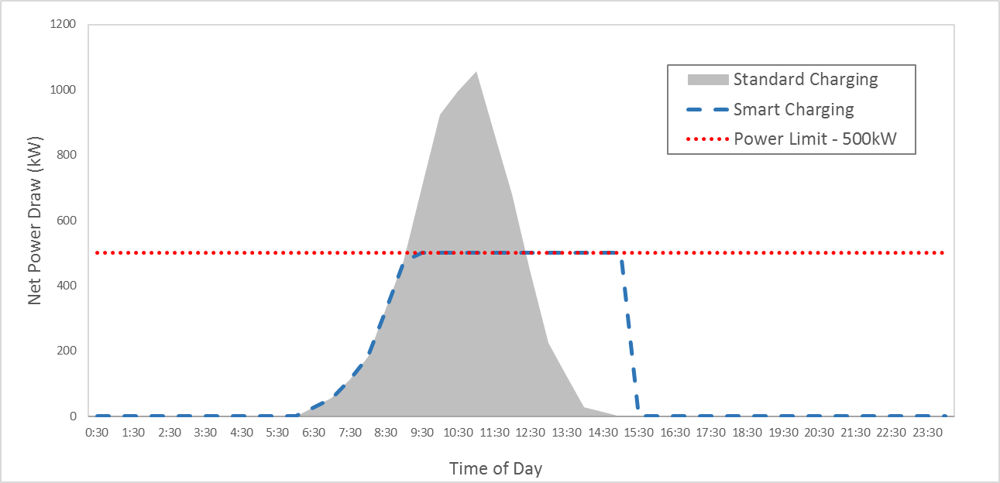 1200
1000
800
600
400
200
0
Net Power Draw (kW)
Standard Charging
Smart Charging
Power Limit - 500kW
0:30 1:30 2:30 3:30 4:30 5:30 6:30 7:30 8:30 9:30 10:30 11:30 12:30 13:30 14:30 15:30 16:30 17:30 18:30 19:30 20:30 21:30 22:30 23:30
Time of Day